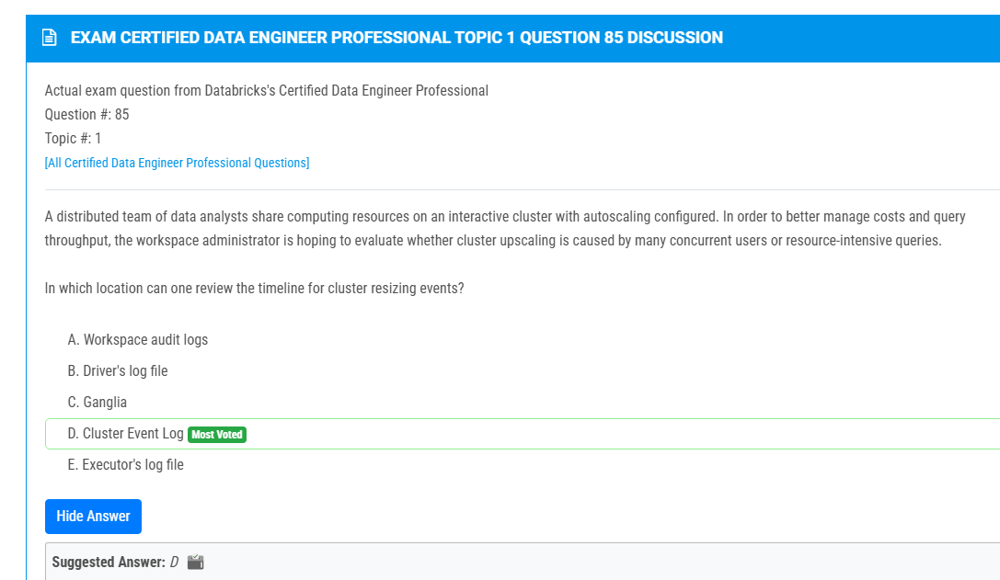 EXAM CERTIFIED DATA ENGINEER PROFESSIONAL TOPIC 1 QUESTION 85 DISCUSSION
Actual exam question from Databricks's Certified Data Engineer Professional
Question #: 85
Topic #: 1
[All Certified Data Engineer Professional Questions]
A distributed team of data analysts share computing resources on an interactive cluster with autoscaling configured. In order to better manage costs and query
throughput, the workspace administrator is hoping to evaluate whether cluster upscaling is caused by many concurrent users or resource-intensive queries.
In which location can one review the timeline for cluster resizing events?
A. Workspace audit logs
B. Driver's log file
C. Ganglia
D. Cluster Event Log Most Voted
E. Executor's log file
Hide Answer
Suggested Answer: D